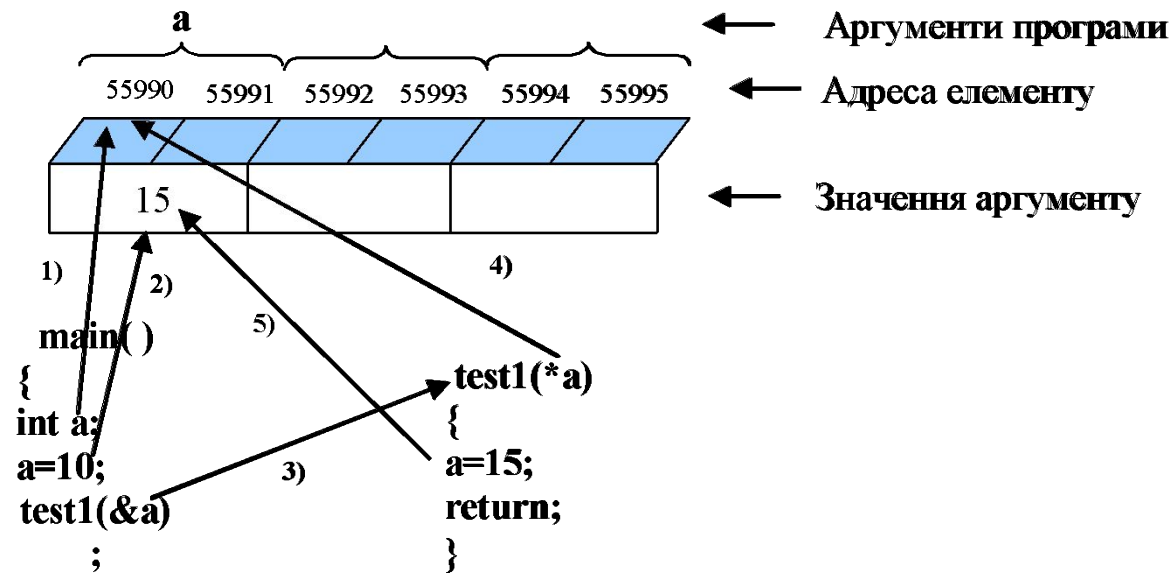 a
Аргументи програми
55990 55991 55992 55993 55994 55995
Адреса елементу
15
Значення аргументу
1)
2)
4)
5)
main( )
{
int a;
a=10;
test1(&a)
;
3)
test1(*a)
{
a=15;
return;
}